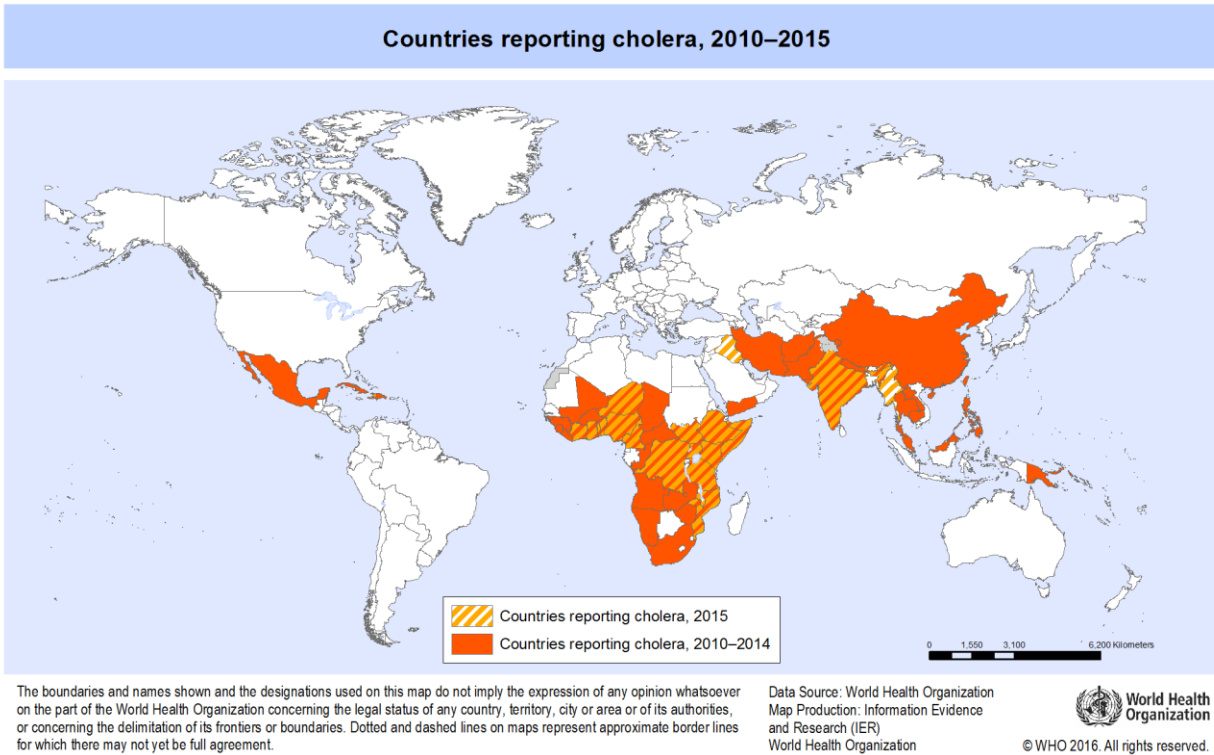 Countries reporting cholera, 2010–2015
Countries reporting cholera, 2015
Countries reporting cholera, 2010–2014
0 1,550 3,100 6,200 Kilometers
The boundaries and names shown and the designations used on this map do not imply the expression of any opinion whatsoever
on the part of the World Health Organization concerning the legal status of any country, territory, city or area or of its authorities,
or concerning the delimitation of its frontiers or boundaries. Dotted and dashed lines on maps represent approximate border lines
for which there may not yet be full agreement.
Data Source: World Health Organization
Map Production: Information Evidence
and Research (IER)
World Health Organization
World Health
Organization
© WHO 2016. All rights reserved.